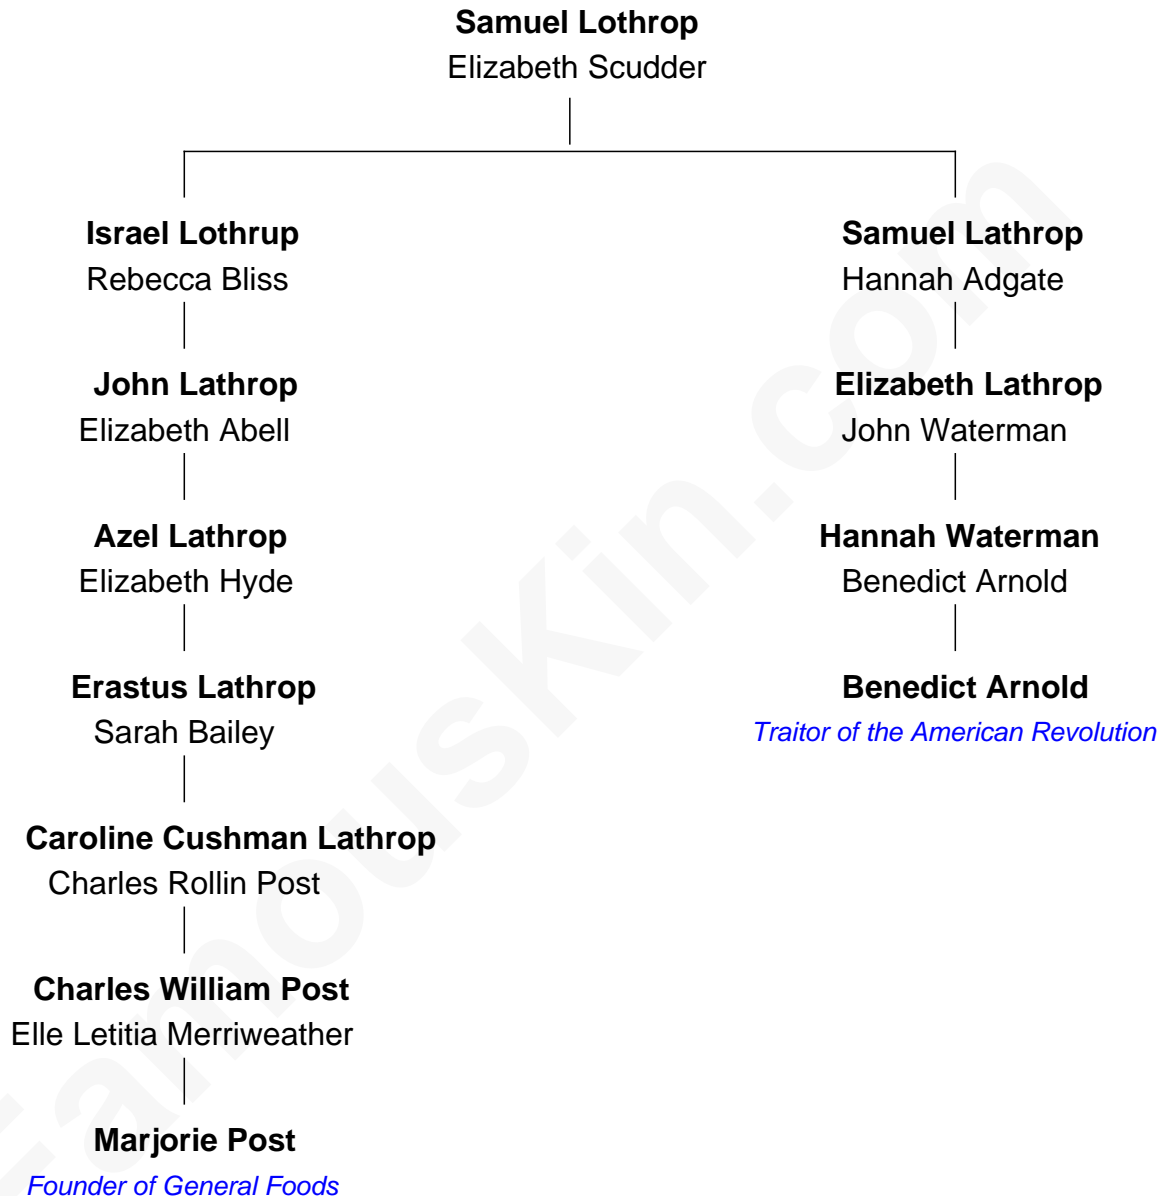 Samuel Lothrop
Elizabeth Scudder
Israel Lothrup
Rebecca Bliss
Samuel Lathrop
Hannah Adgate
John Lathrop
Elizabeth Abell
Elizabeth Lathrop
John Waterman
Azel Lathrop
Elizabeth Hyde
Hannah Waterman
Benedict Arnold
Erastus Lathrop
Sarah Bailey
Benedict Arnold
Traitor of the American Revolution
Caroline Cushman Lathrop
Charles Rollin Post
Charles William Post
Elle Letitia Merriweather
Marjorie Post
Founder of General Foods
FamousKin.com